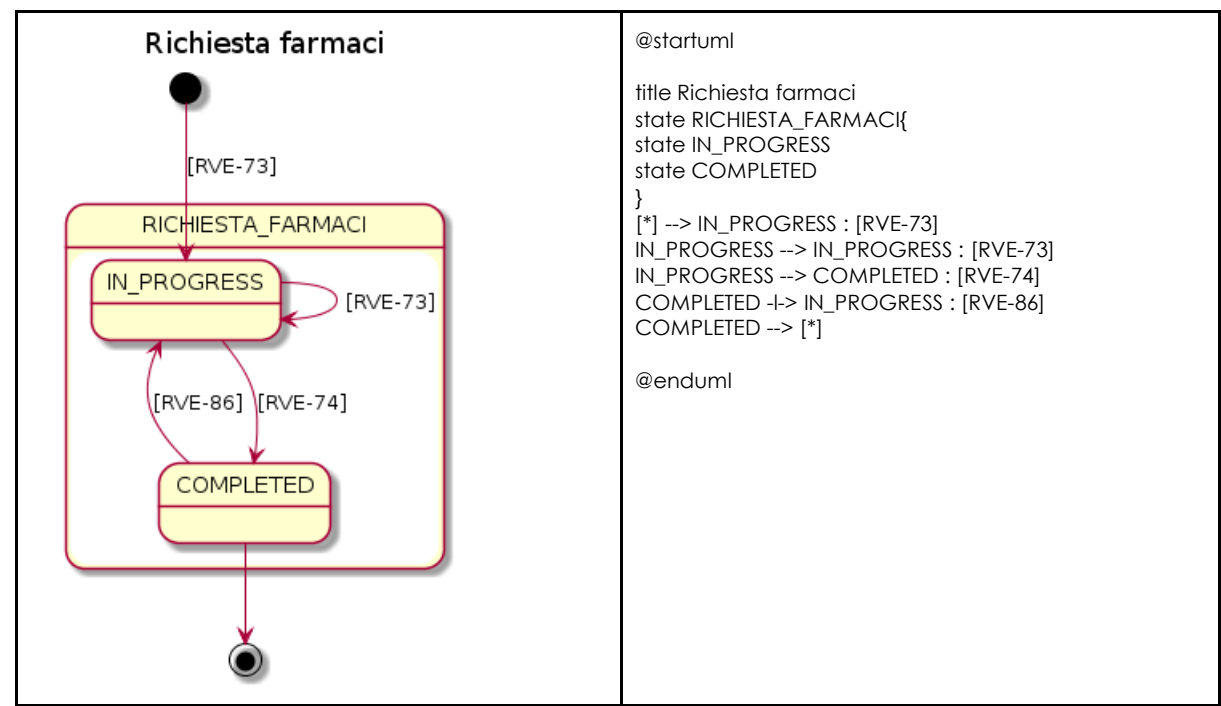 Richiesta farmaci
[RVE-73]
RICHIESTA_FARMACI
IN_PROGRESS
[RVE-73]
[RVE-86] [RVE-74]
COMPLETED
@startuml
title Richiesta farmaci
state RICHIESTA_FARMACI{
state IN_PROGRESS
state COMPLETED
}
[*] --> IN_PROGRESS : [RVE-73]
IN_PROGRESS --> IN_PROGRESS : [RVE-73]
IN_PROGRESS --> COMPLETED : [RVE-74]
COMPLETED -l-> IN_PROGRESS : [RVE-86]
COMPLETED --> [*]
@enduml